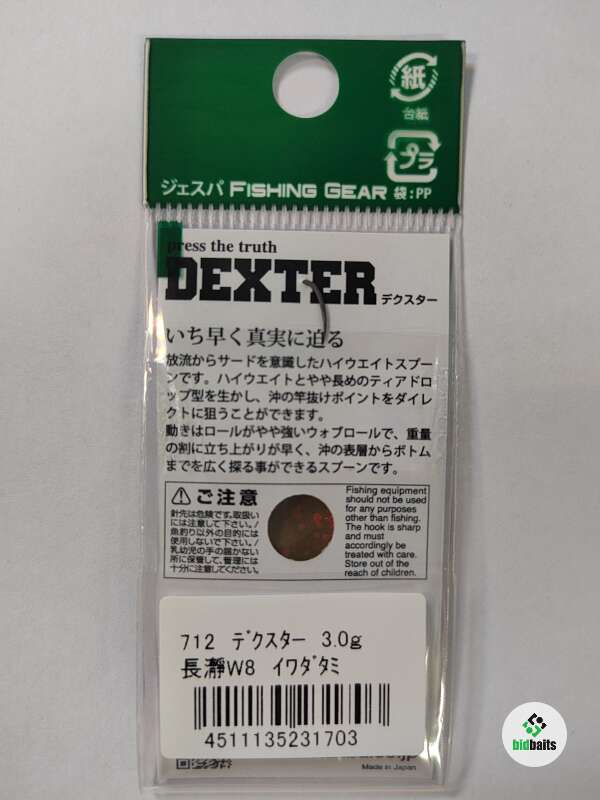 紙
台紙
プラ
ジェスパ FISHING GEAR 袋:PP
press the truth
DEXTER デクスター
いち早く真実に迫る
放流からサードを意識したハイウエイトスプー
ンです。ハイウエイトとやや長めのティアドロ
ップ型を生かし、沖の竿抜けポイントをダイレ
クトに狙うことができます。
動きはロールがやや強いウォブロールで、重量
の割に立ち上がりが早く、沖の表層からボトム
までを広く探る事ができるスプーンです。
ご注意
針先は危険です。取扱い
には注意して下さい。/
魚釣り以外の目的には
使用しないで下さい。/
乳幼児の手の届かない
所に保管して、管理には
十分に注意してください。
Fishing equipment
should not be used
for any purposes
other than fishing.
The hook is sharp
and must
accordingly be
treated with care.
Store out of the
reach of children.
712 デクスター 3.0g
長瀞W8 イワダタミ
4511135231703
Made in Japan
bidbaits